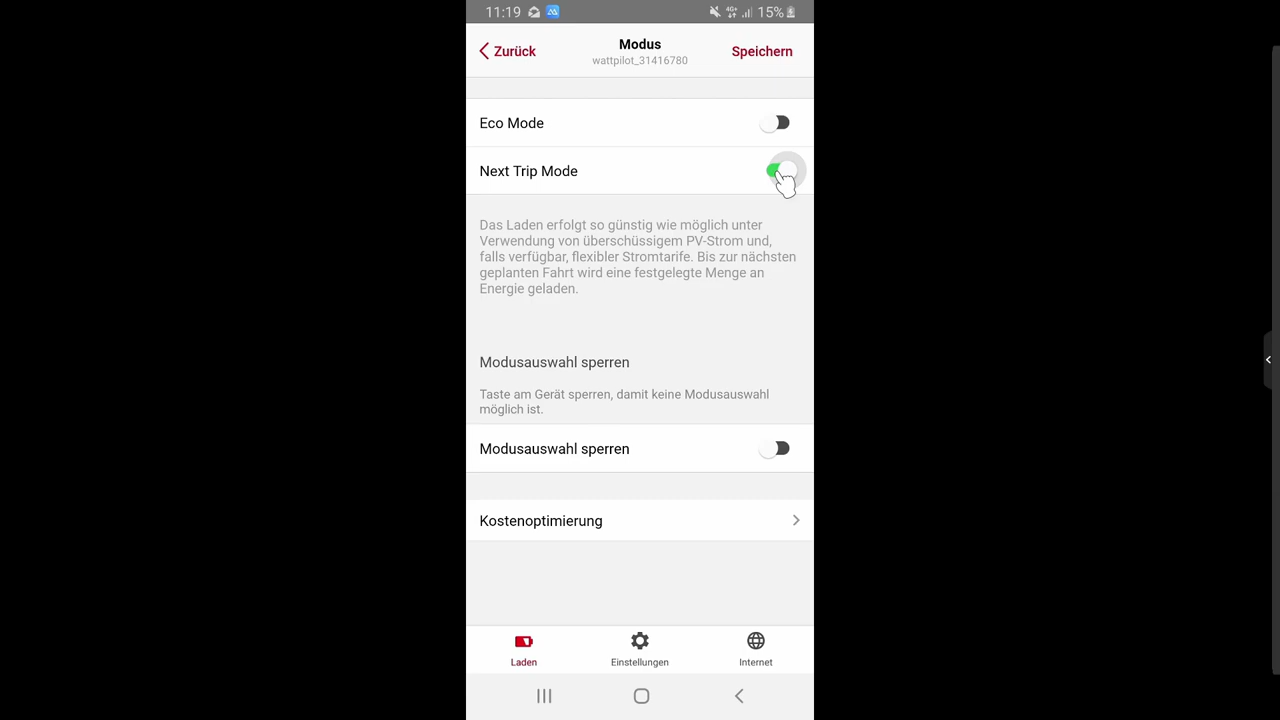 11:19 4G+ 15%
Zurück Modus Speichern
wattpilot_31416780
Eco Mode
Next Trip Mode
Das Laden erfolgt so günstig wie möglich unter
Verwendung von überschüssigem PV-Strom und,
falls verfügbar, flexibler Stromtarife. Bis zur nächsten
geplanten Fahrt wird eine festgelegte Menge an
Energie geladen.
Modusauswahl sperren
Taste am Gerät sperren, damit keine Modusauswahl
möglich ist.
Modusauswahl sperren
Kostenoptimierung
Laden Einstellungen Internet